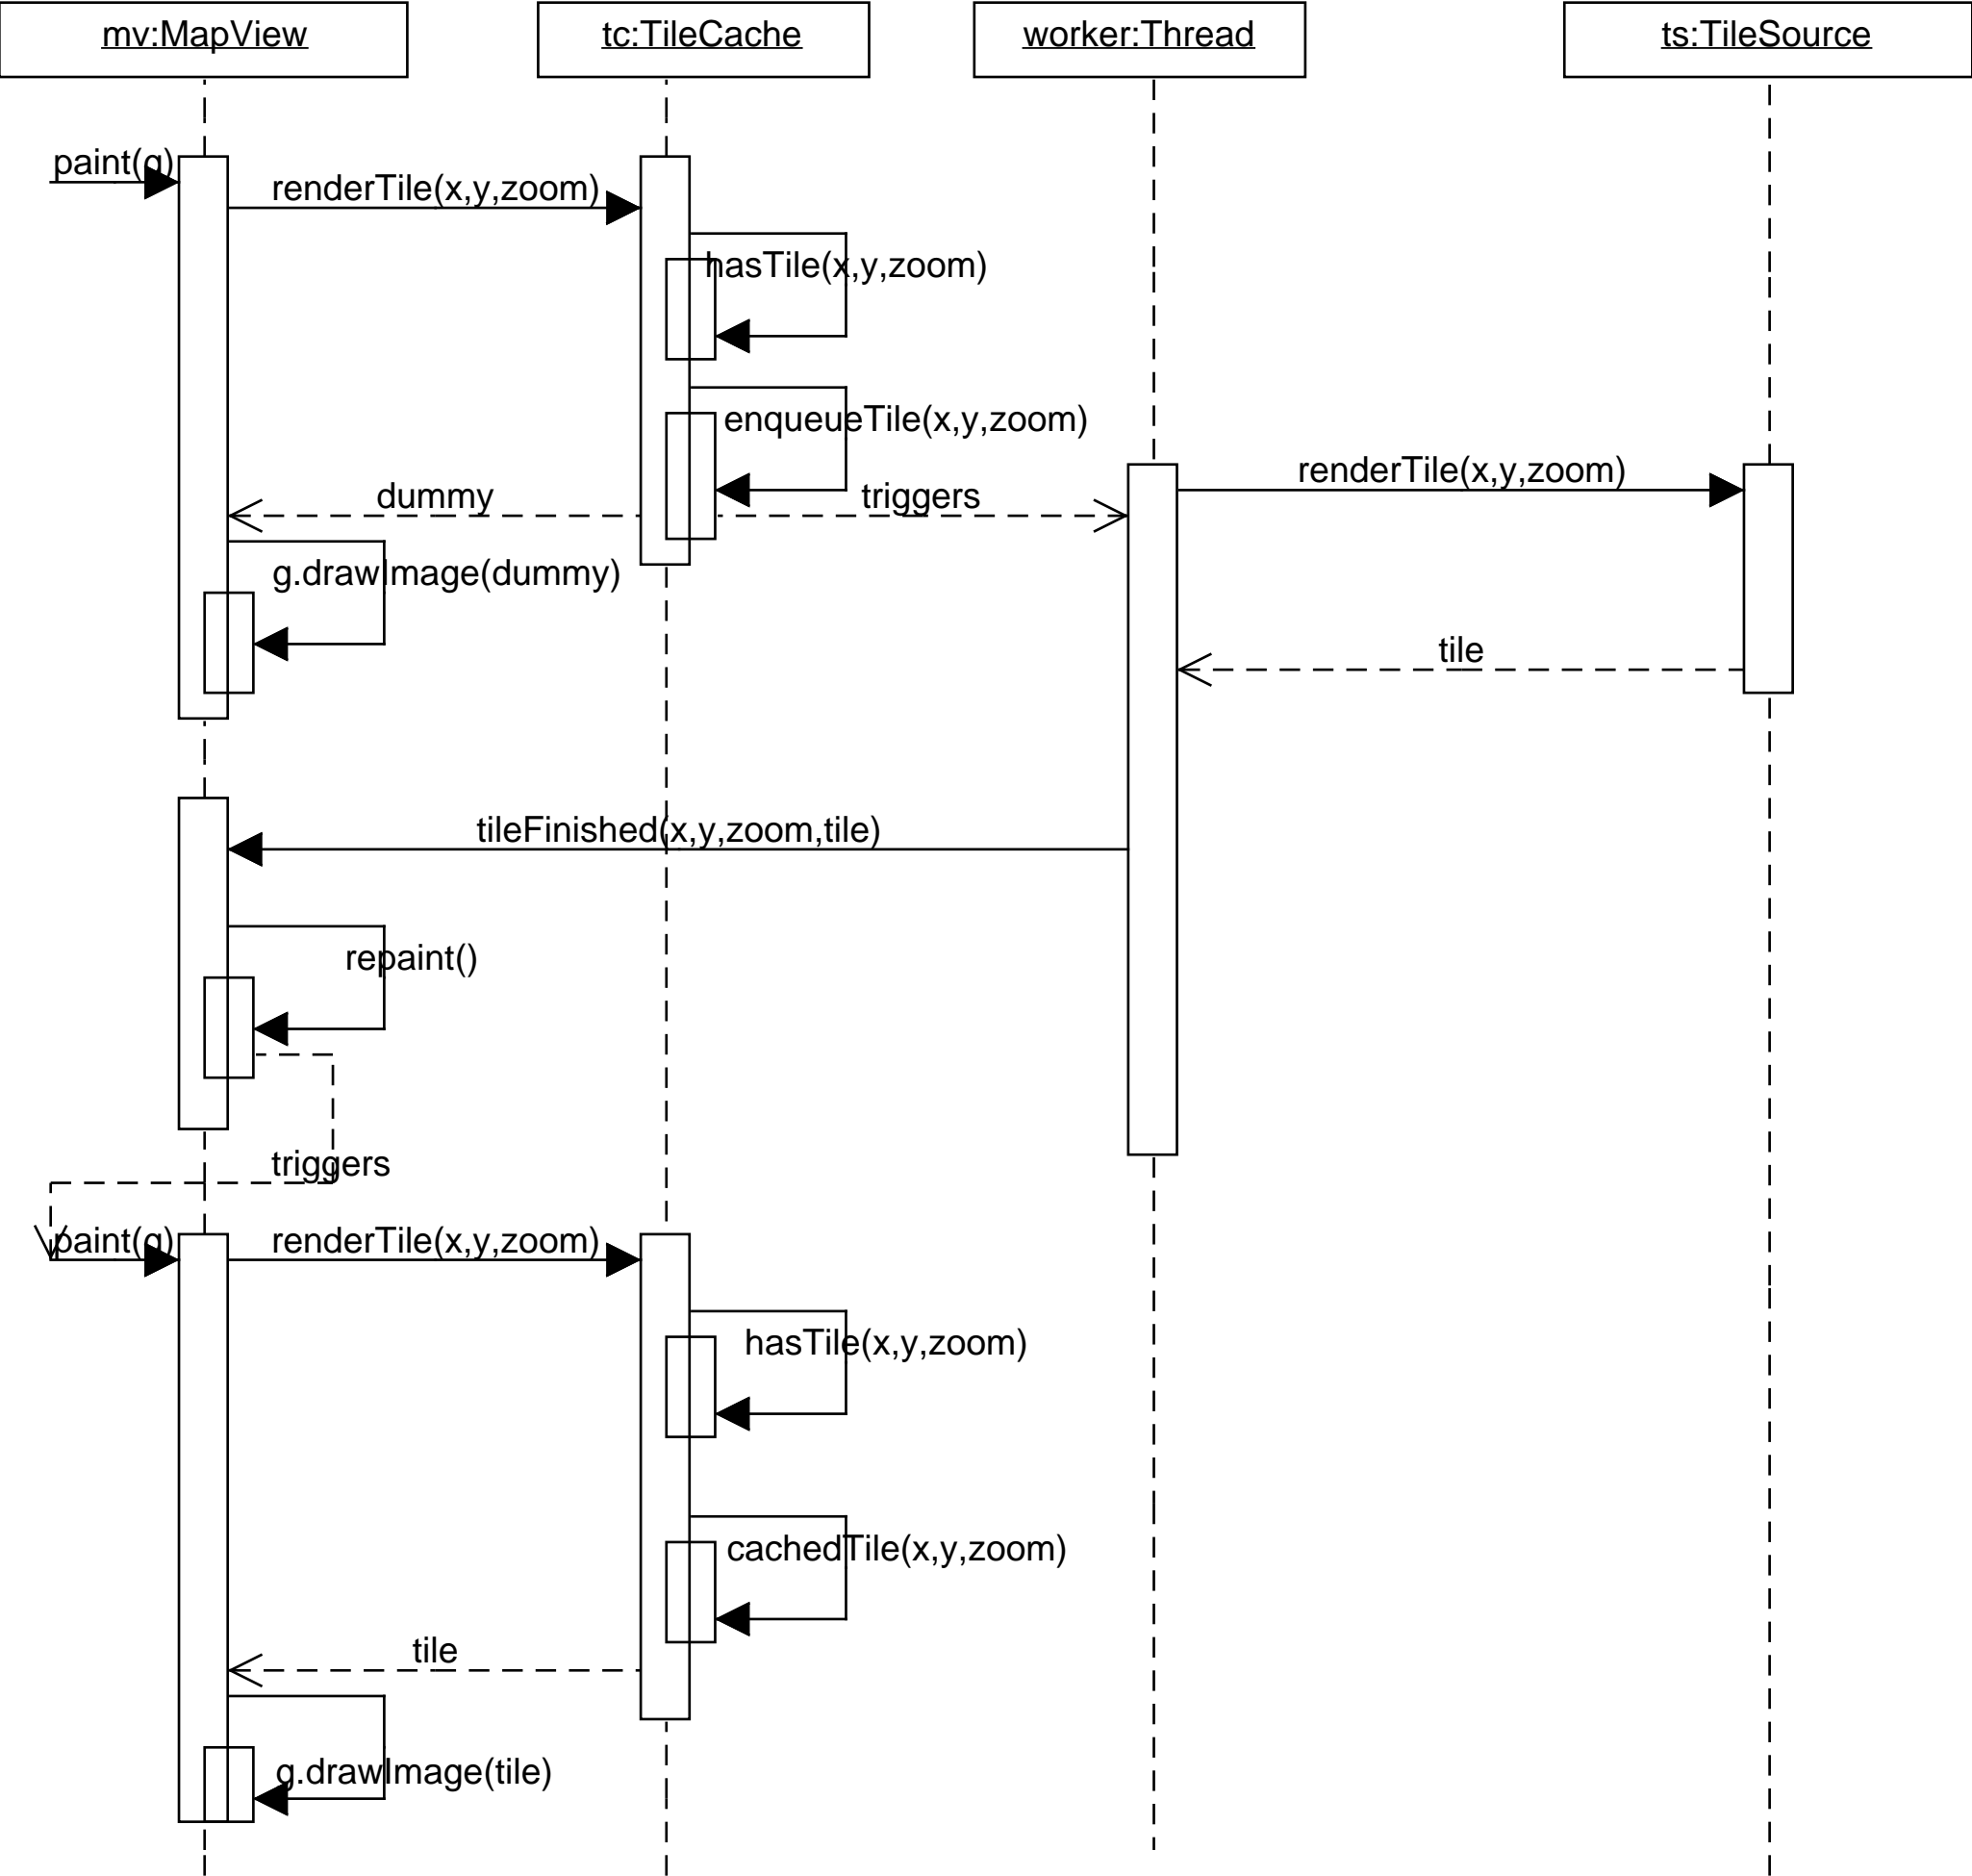 mv:MapView
tc:TileCache
worker:Thread
ts:TileSource
paint(g)
renderTile(x,y,zoom)
hasTile(x,y,zoom)
enqueueTile(x,y,zoom)
renderTile(x,y,zoom)
dummy
triggers
g.drawImage(dummy)
tile
tileFinished(x,y,zoom,tile)
repaint()
triggers
paint(g)
renderTile(x,y,zoom)
hasTile(x,y,zoom)
cachedTile(x,y,zoom)
tile
g.drawImage(tile)